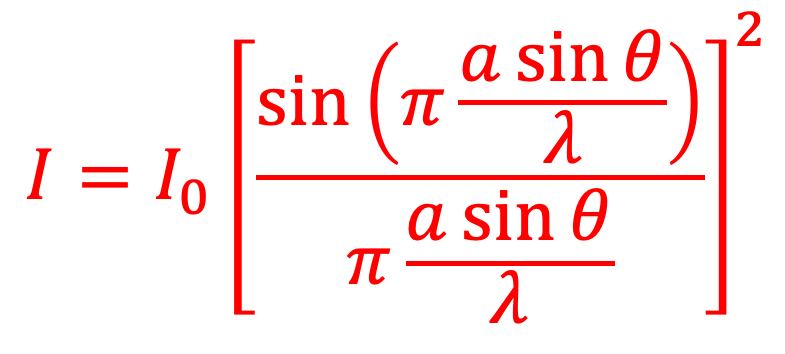 I = I₀ [ sin ( π a sin θ / λ ) / π a sin θ / λ ]²